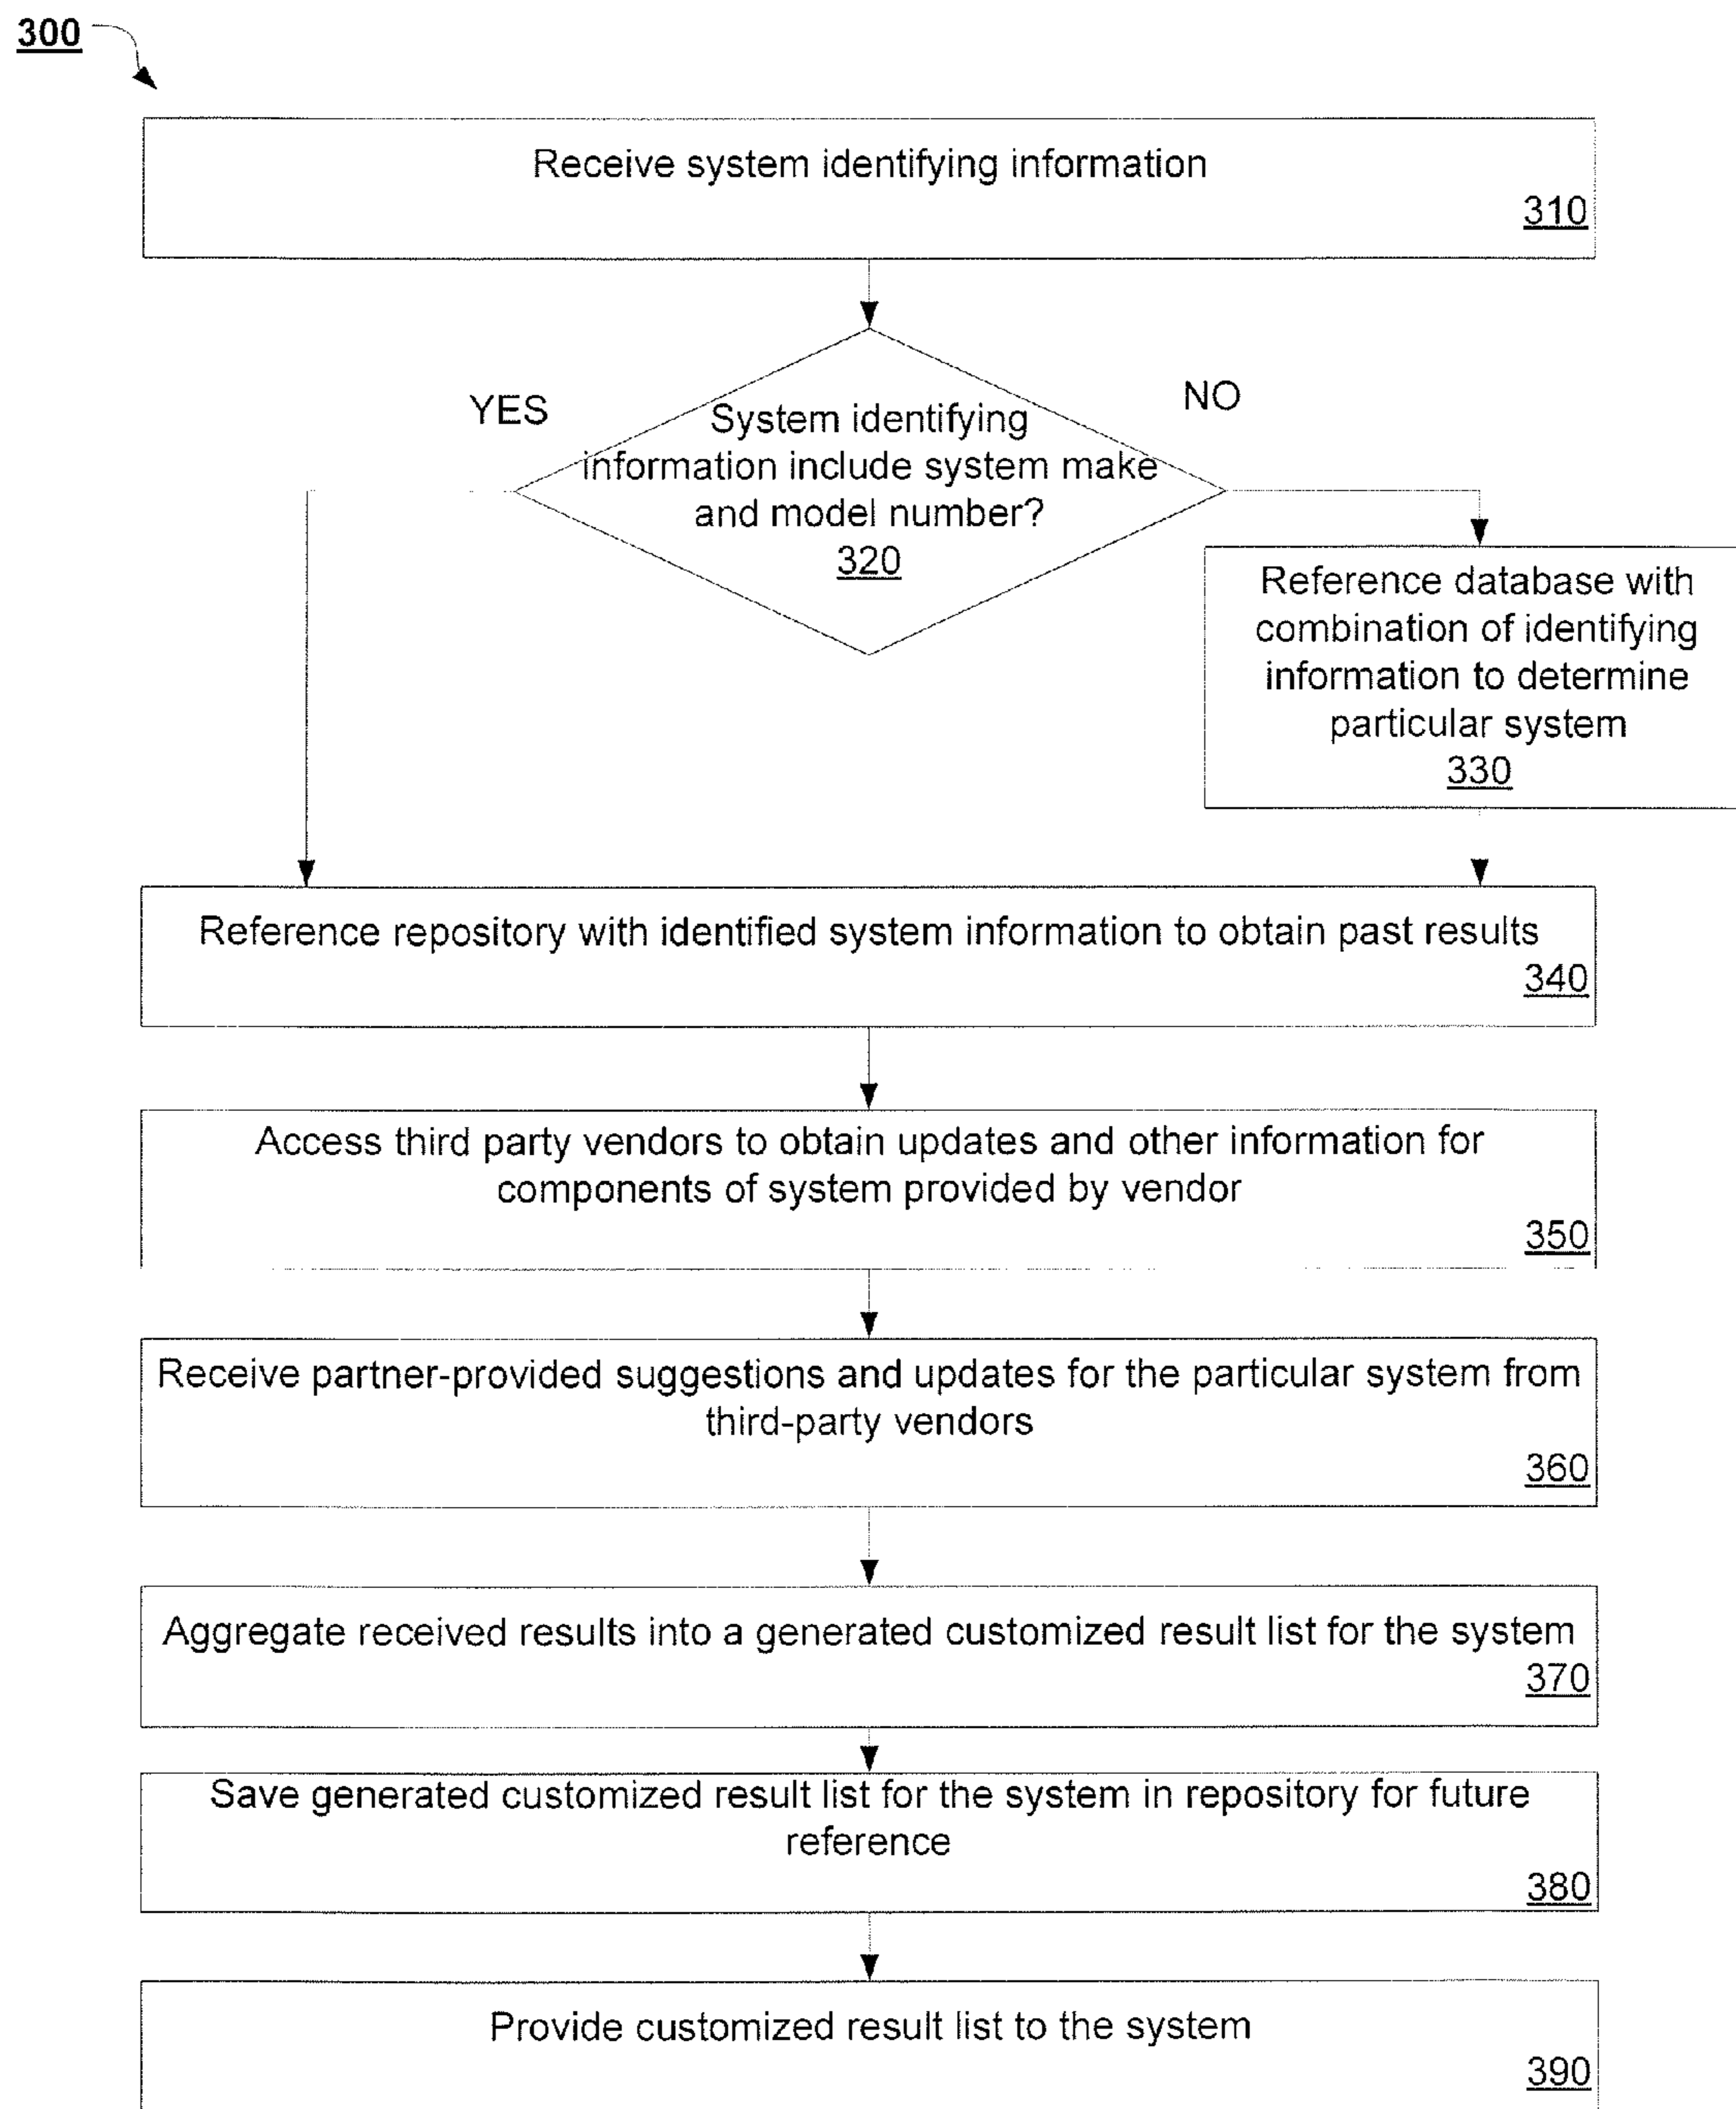 300
Receive system identifying information
310
YES
NO
System identifying
information include system make
and model number?
320
Reference database with
combination of identifying
information to determine
particular system
330
Reference repository with identified system information to obtain past results
340
Access third party vendors to obtain updates and other information for
components of system provided by vendor
350
Receive partner-provided suggestions and updates for the particular system from
third-party vendors
360
Aggregate received results into a generated customized result list for the system
370
Save generated customized result list for the system in repository for future
reference
380
Provide customized result list to the system
390